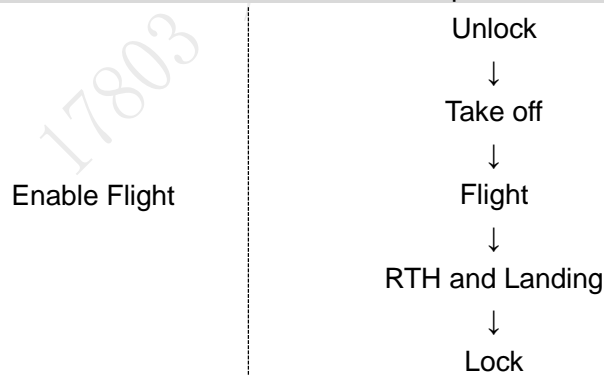 Unlock
↓
Take off
↓
Enable Flight
Flight
↓
RTH and Landing
↓
Lock
17803